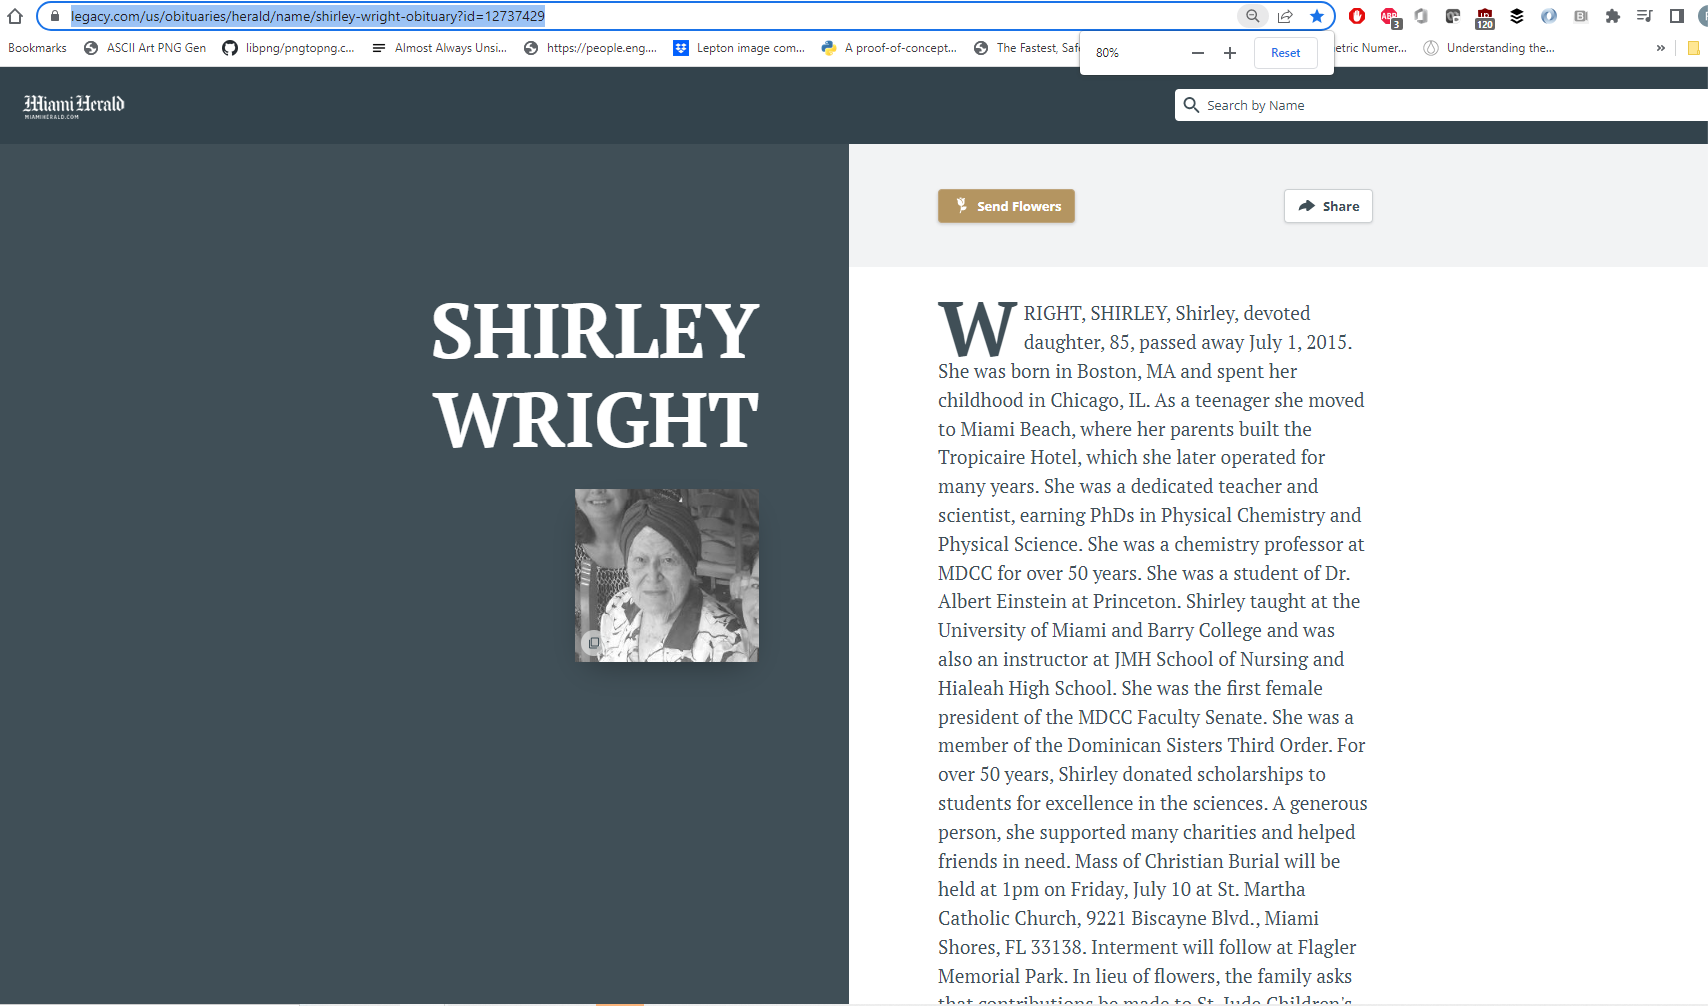 legacy.com/us/obituaries/herald/name/shirley-wright-obituary?id=12737429
3
120
Bookmarks
ASCII Art PNG Gen
libpng/pngtopng.c...
Almost Always Unsi...
https://people.eng....
Lepton image com...
A proof-of-concept...
The Fastest, Safe
etric Numer...
Understanding the...
»
80%
Reset
Miami Herald
MIAMIHERALD.COM
Search by Name
Send Flowers
Share
SHIRLEY
WRIGHT
WRIGHT, SHIRLEY, Shirley, devoted
daughter, 85, passed away July 1, 2015.
She was born in Boston, MA and spent her
childhood in Chicago, IL. As a teenager she moved
to Miami Beach, where her parents built the
Tropicaire Hotel, which she later operated for
many years. She was a dedicated teacher and
scientist, earning PhDs in Physical Chemistry and
Physical Science. She was a chemistry professor at
MDCC for over 50 years. She was a student of Dr.
Albert Einstein at Princeton. Shirley taught at the
University of Miami and Barry College and was
also an instructor at JMH School of Nursing and
Hialeah High School. She was the first female
president of the MDCC Faculty Senate. She was a
member of the Dominican Sisters Third Order. For
over 50 years, Shirley donated scholarships to
students for excellence in the sciences. A generous
person, she supported many charities and helped
friends in need. Mass of Christian Burial will be
held at 1pm on Friday, July 10 at St. Martha
Catholic Church, 9221 Biscayne Blvd., Miami
Shores, FL 33138. Interment will follow at Flagler
Memorial Park. In lieu of flowers, the family asks
that contributions be made to St. Jude Children's